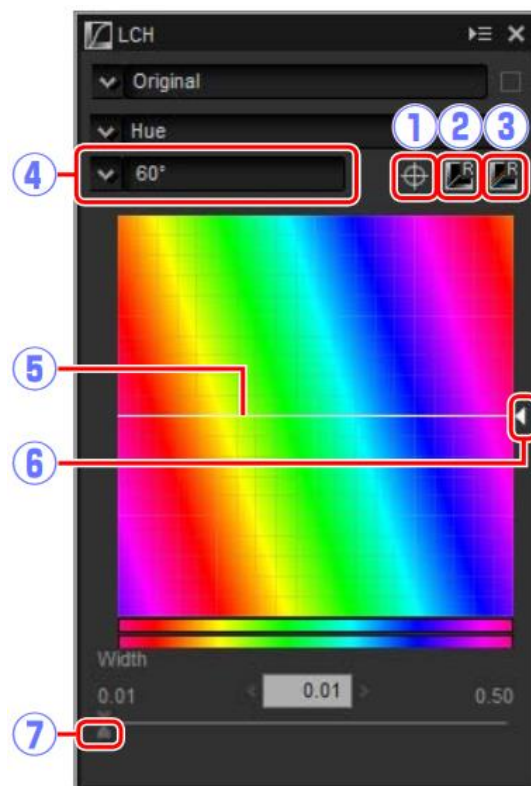 LCH
Original
Hue
① ② ③
④ 60° R R
⑤
⑥
Width
0.01 0.01 0.50
⑦